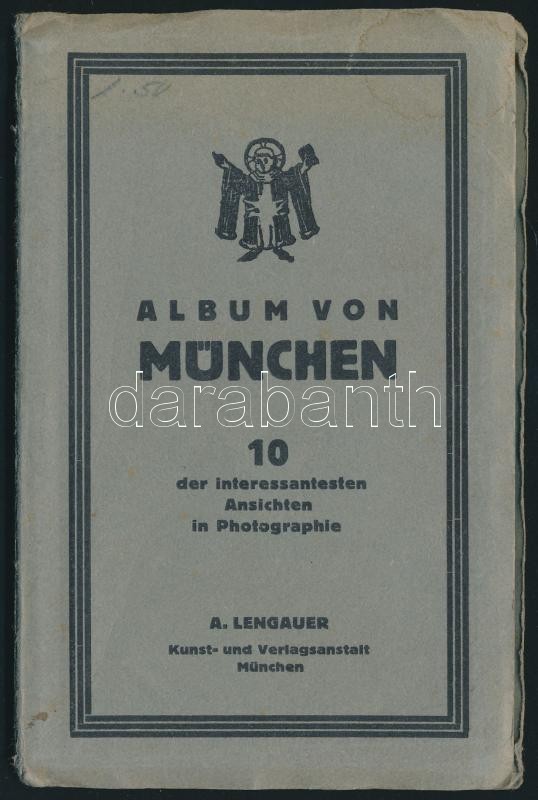 1.50
ALBUM VON
MÜNCHEN
darabanth
10
der interessantesten
Ansichten
in Photographie
A. LENGAUER
Kunst- und Verlagsanstalt
München